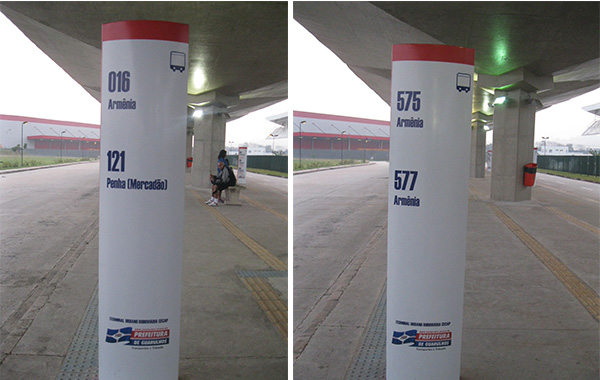 016
Armênia
121
Penha (Mercadão)
PREFEITURA
DE GUARULHOS
575
Armênia
577
Armênia
PREFEITURA
DE GUARULHOS